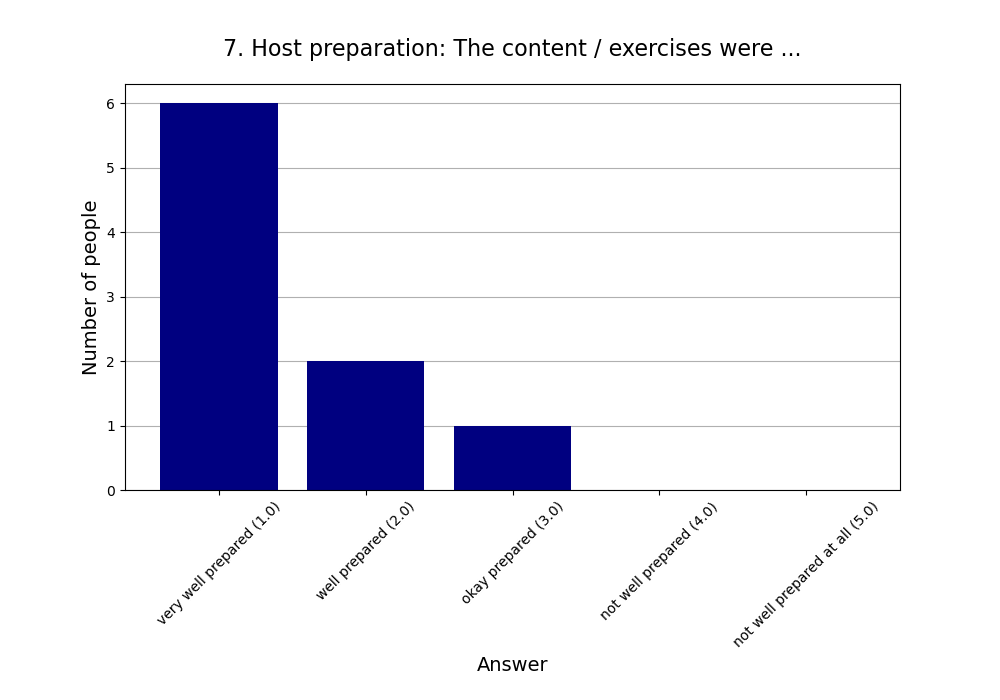 7. Host preparation: The content / exercises were ...
Number of people
6
5
4
3
2
1
0
very well prepared (1.0)
well prepared (2.0)
okay prepared (3.0)
not well prepared (4.0)
not well prepared at all (5.0)
Answer